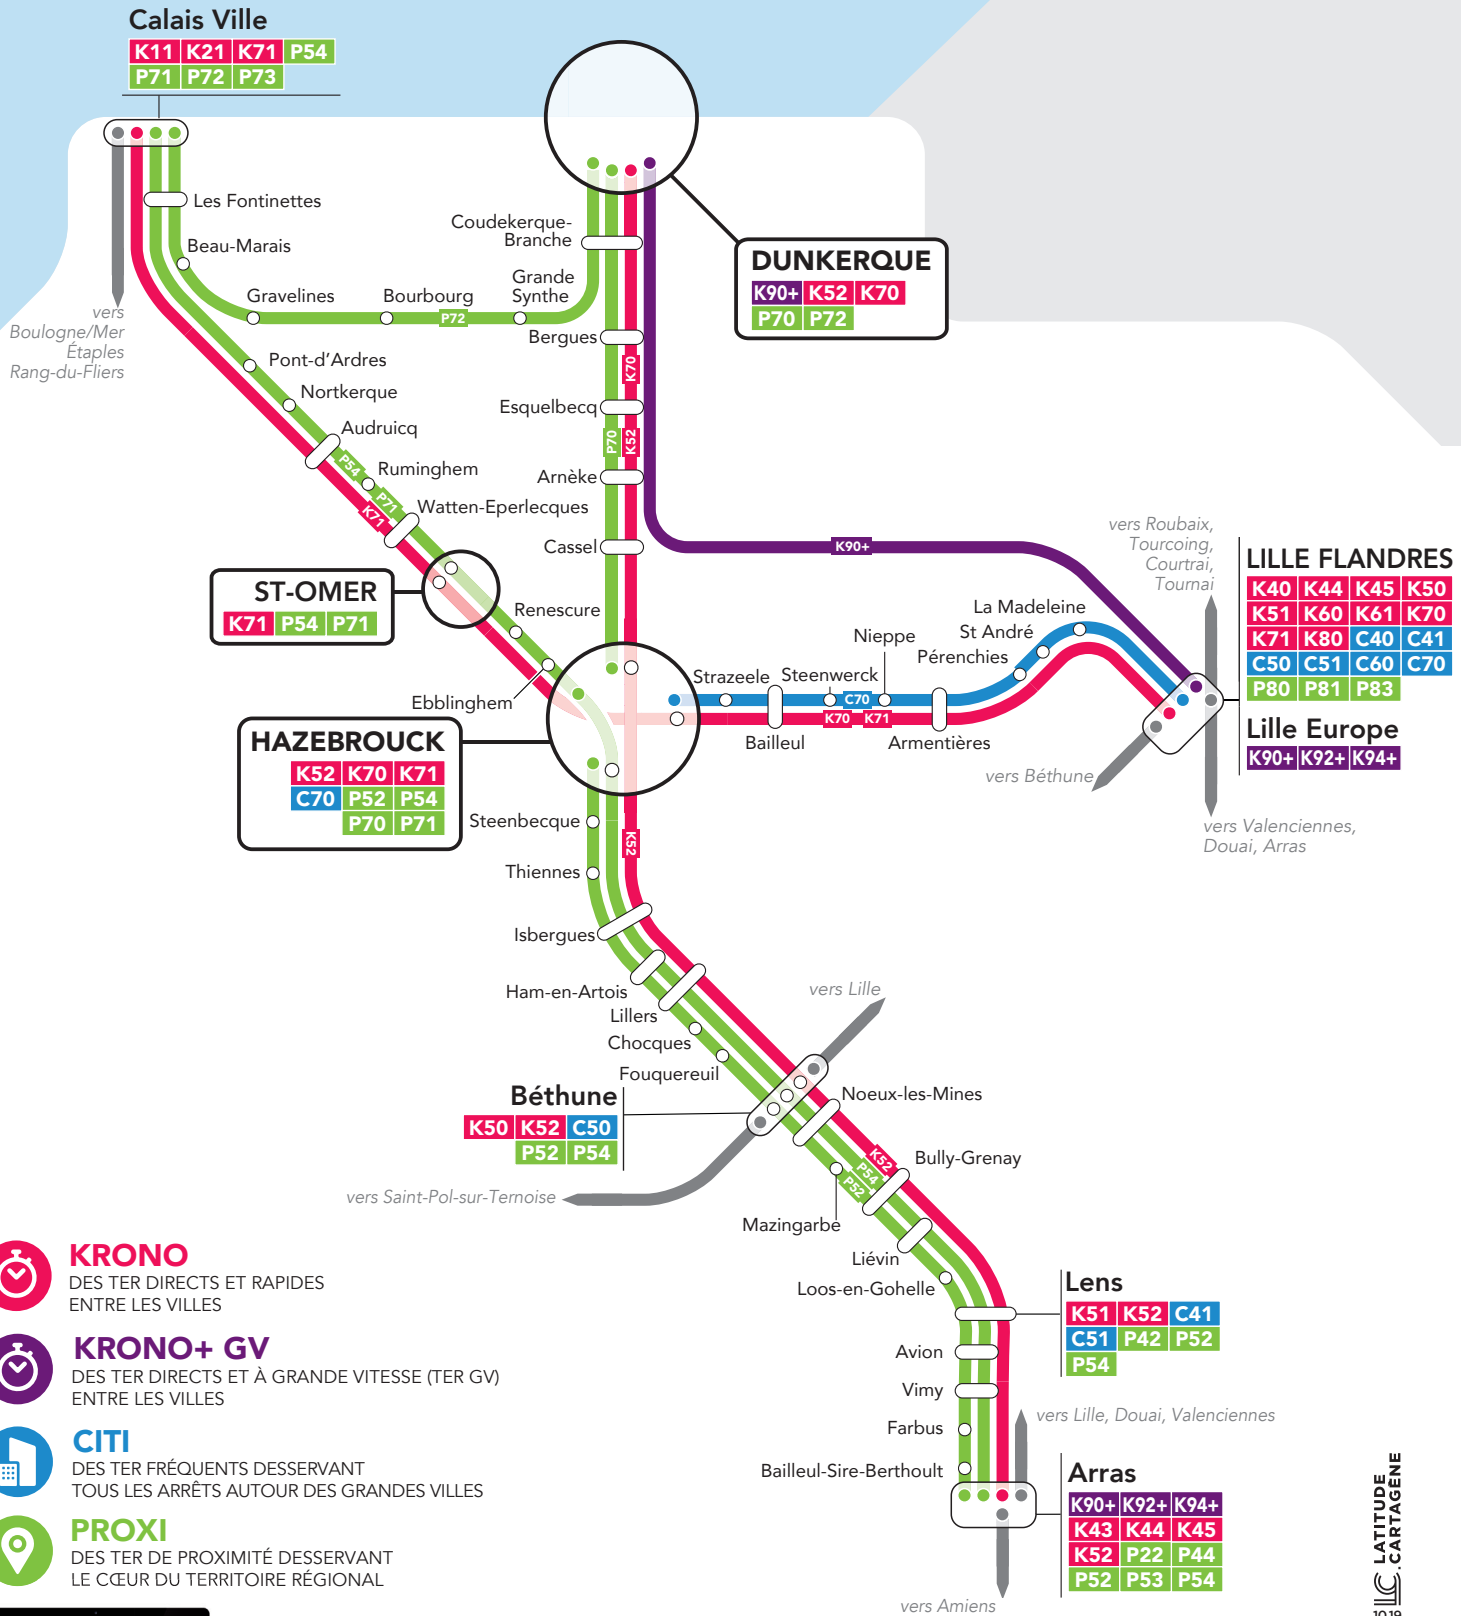 Calais Ville
K11 K21 K71 P54
P71 P72 P73
Les Fontinettes
Beau-Marais
Gravelines
Bourbourg
P72
Grande
Synthe
Coudekerque-
Branche
DUNKERQUE
K90+ K52 K70
P70 P72
vers
Boulogne/Mer
Étaples
Rang-du-Fliers
Pont-d'Ardres
Nortkerque
Audruicq
P54
Ruminghem
P71
K71
Watten-Eperlecques
Bergues
K70
Esquelbecq
P70
K52
Arnèke
Cassel
K90+
ST-OMER
K71 P54 P71
Renescure
Ebblinghem
HAZEBROUCK
K52 K70 K71
C70 P52 P54
P70 P71
Strazeele
Steenwerck
Nieppe
C70
K70 K71
Bailleul
Armentières
Pérenchies
St André
La Madeleine
vers Roubaix,
Tourcoing,
Courtrai,
Tournai
LILLE FLANDRES
K40 K44 K45 K50
K51 K60 K61 K70
K71 K80 C40 C41
C50 C51 C60 C70
P80 P81 P83
Lille Europe
K90+ K92+ K94+
vers Béthune
vers Valenciennes,
Douai, Arras
Steenbecque
K52
Thiennes
Isbergues
Ham-en-Artois
Lillers
Chocques
Fouquereuil
vers Lille
Béthune
K50 K52 C50
P52 P54
vers Saint-Pol-sur-Ternoise
Noeux-les-Mines
K52
P54
P52
Bully-Grenay
Mazingarbe
Liévin
Loos-en-Gohelle
Lens
K51 K52 C41
C51 P42 P52
P54
Avion
Vimy
Farbus
Bailleul-Sire-Berthoult
vers Lille, Douai, Valenciennes
Arras
K90+ K92+ K94+
K43 K44 K45
K52 P22 P44
P52 P53 P54
vers Amiens
KRONO
DES TER DIRECTS ET RAPIDES
ENTRE LES VILLES
KRONO+ GV
DES TER DIRECTS ET À GRANDE VITESSE (TER GV)
ENTRE LES VILLES
CITI
DES TER FRÉQUENTS DESSERVANT
TOUS LES ARRÊTS AUTOUR DES GRANDES VILLES
PROXI
DES TER DE PROXIMITÉ DESSERVANT
LE CŒUR DU TERRITOIRE RÉGIONAL
LATITUDE
.CARTAGÈNE
LC